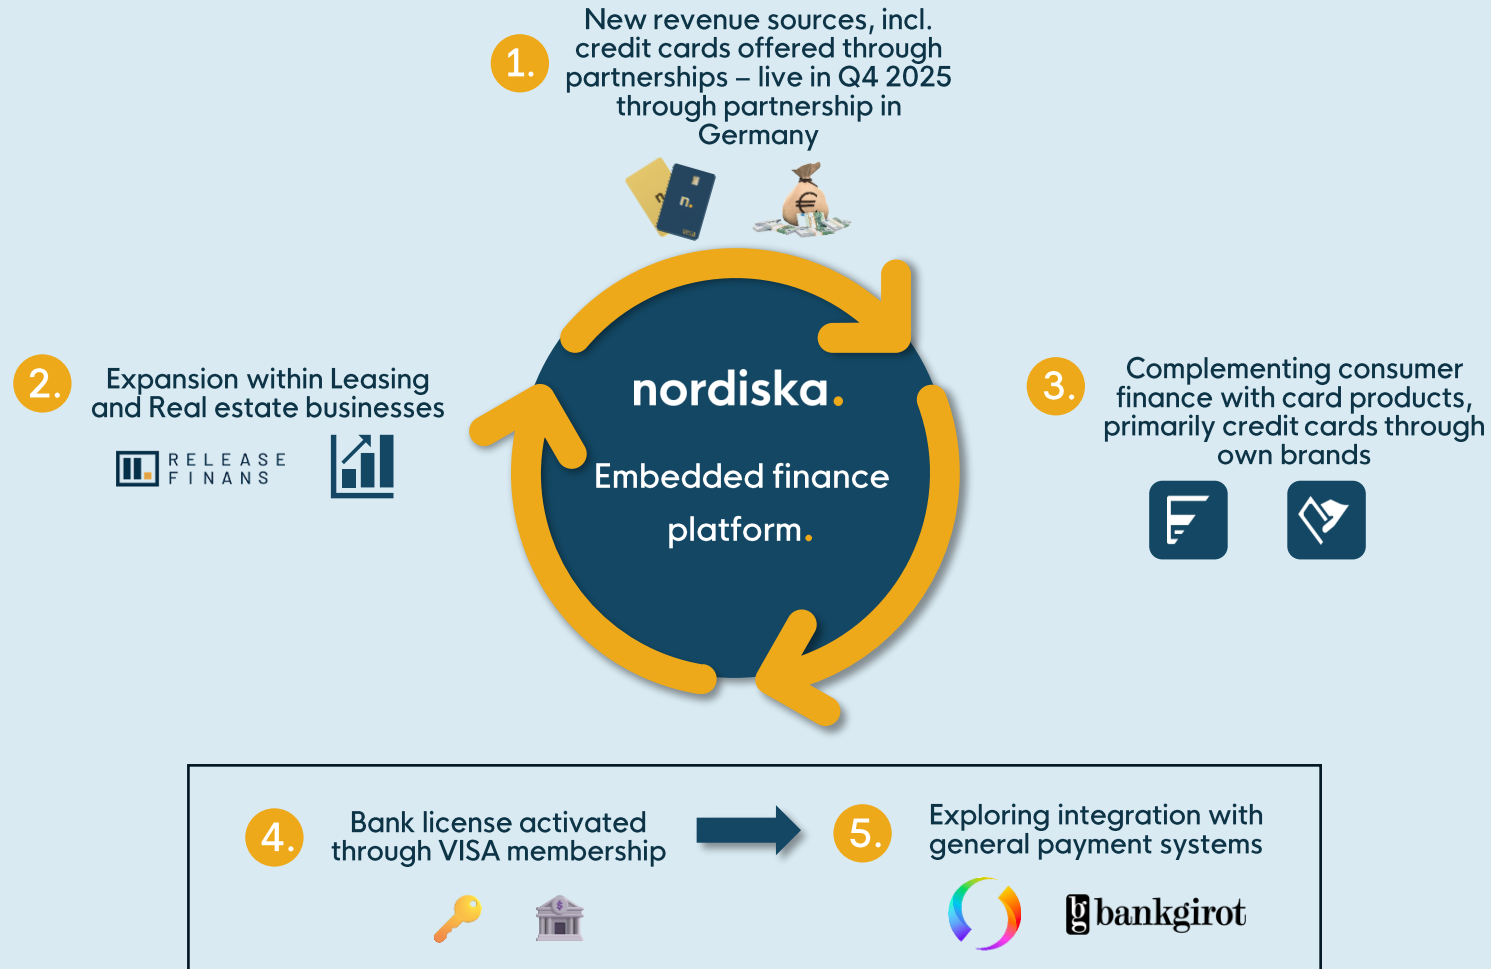 1.
New revenue sources, incl.
credit cards offered through
partnerships – live in Q4 2025
through partnership in
Germany
n.
n.
VISA
€
2.
Expansion within Leasing
and Real estate businesses
RELEASE
FINANS
nordiska.
Embedded finance
platform.
3.
Complementing consumer
finance with card products,
primarily credit cards through
own brands
4.
Bank license activated
through VISA membership
$
5.
Exploring integration with
general payment systems
bg bankgirot